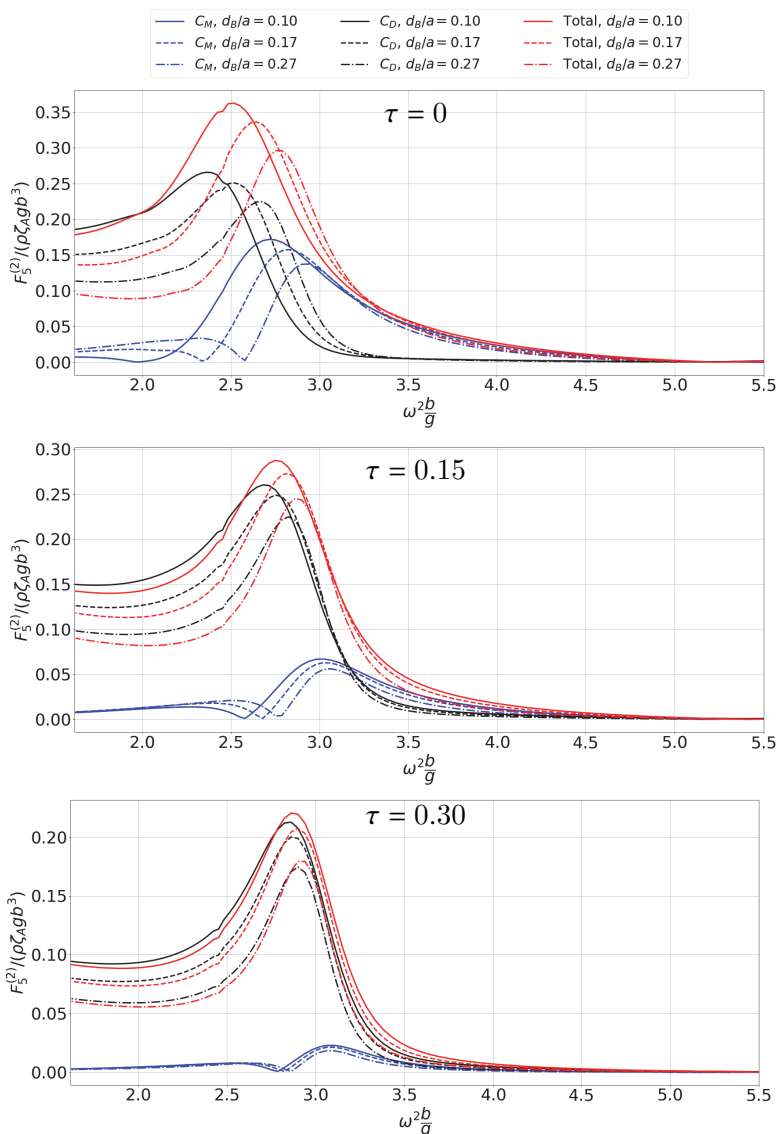 C_M, d_B/a = 0.10 C_D, d_B/a = 0.10 Total, d_B/a = 0.10
C_M, d_B/a = 0.17 C_D, d_B/a = 0.17 Total, d_B/a = 0.17
C_M, d_B/a = 0.27 C_D, d_B/a = 0.27 Total, d_B/a = 0.27
τ = 0
F_5^(2)/(ρζ_A gb^3)
0.35
0.30
0.25
0.20
0.15
0.10
0.05
0.00
2.0 2.5 3.0 3.5 4.0 4.5 5.0 5.5
ω^2 b/g
τ = 0.15
F_5^(2)/(ρζ_A gb^3)
0.30
0.25
0.20
0.15
0.10
0.05
0.00
2.0 2.5 3.0 3.5 4.0 4.5 5.0 5.5
ω^2 b/g
τ = 0.30
F_5^(2)/(ρζ_A gb^3)
0.20
0.15
0.10
0.05
0.00
2.0 2.5 3.0 3.5 4.0 4.5 5.0 5.5
ω^2 b/g